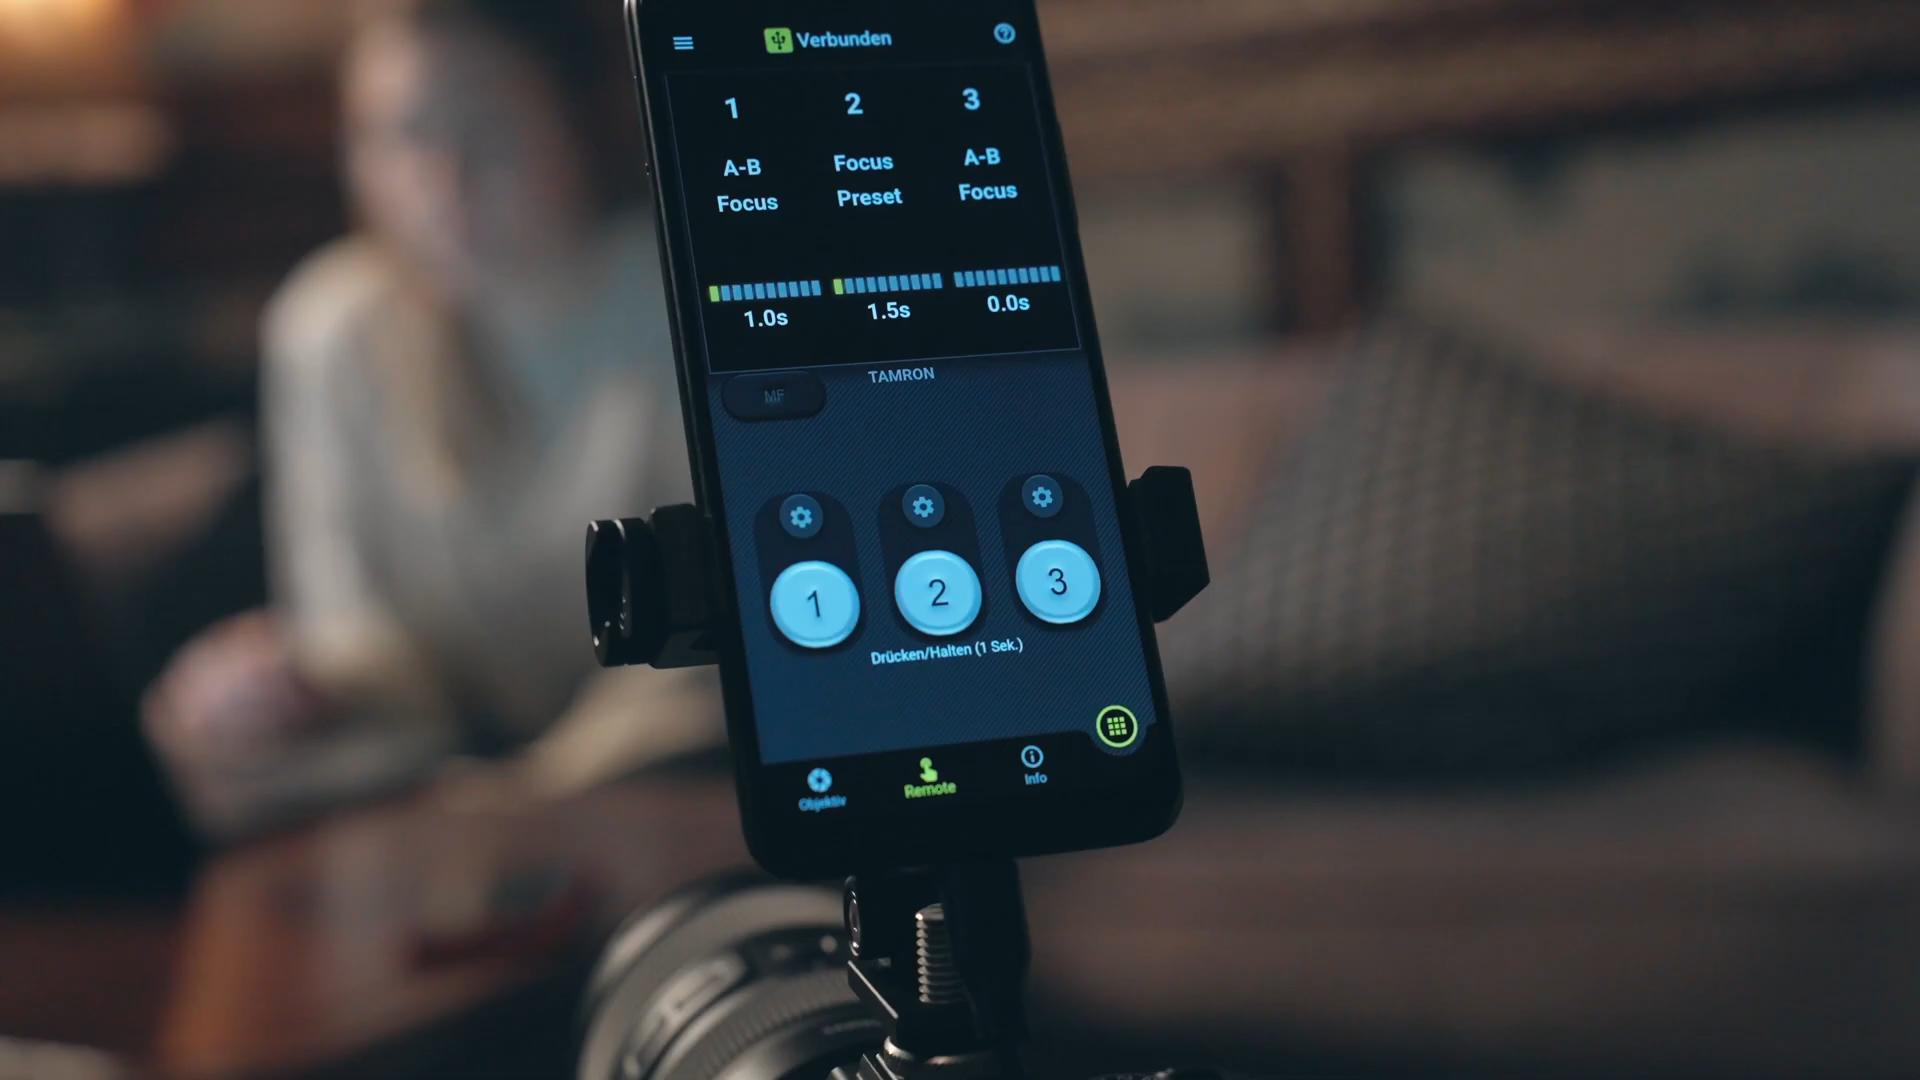 Verbunden
1 2 3
A-B Focus A-B
Focus Preset Focus
1.0s 1.5s 0.0s
TAMRON
MF
1 2 3
Drücken/Halten (1 Sek.)
Objektiv Remote Info